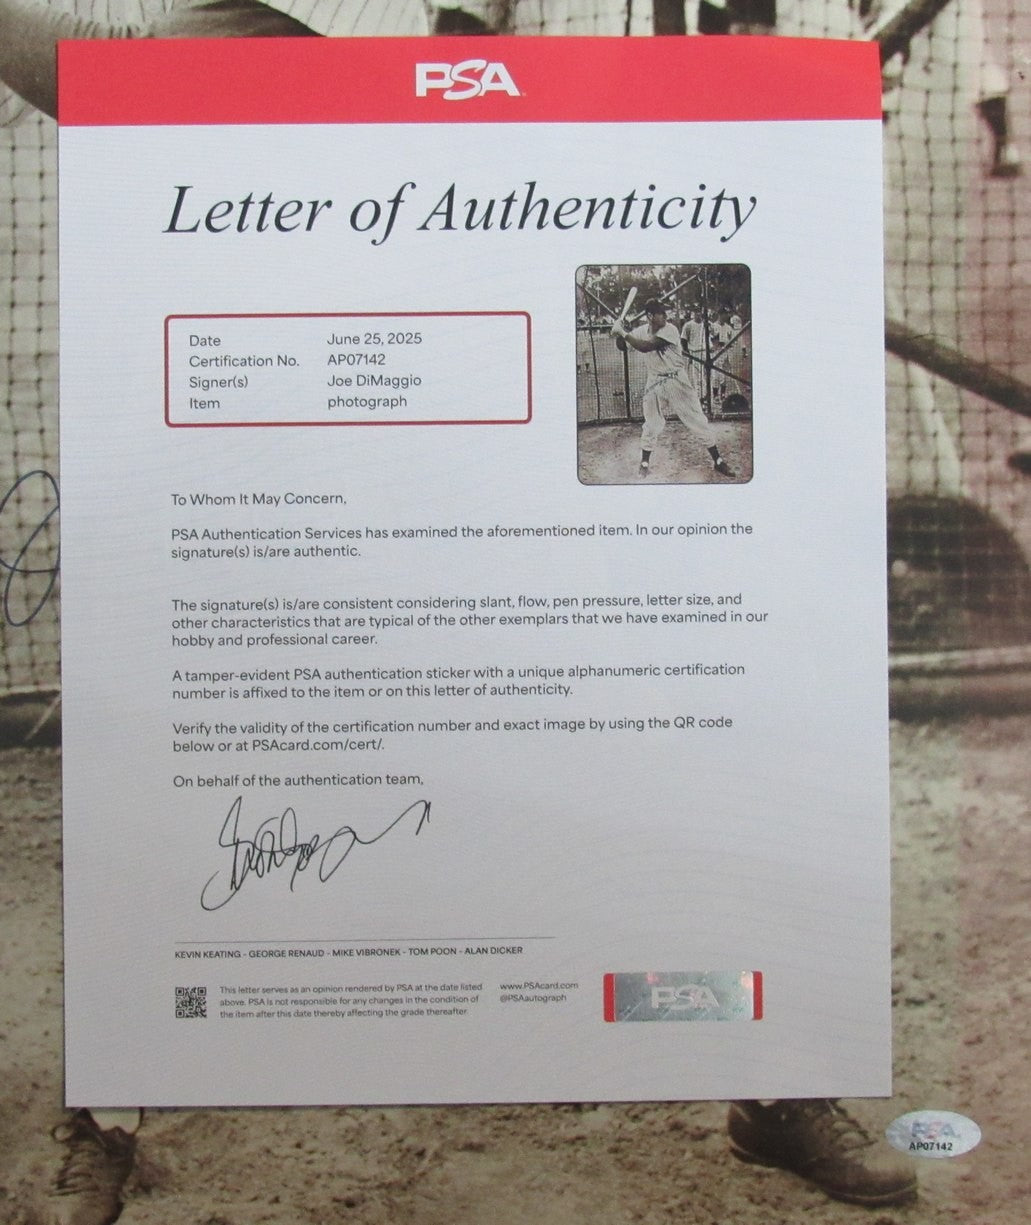 PSA
Letter of Authenticity
Date June 25, 2025
Certification No. AP07142
Signer(s) Joe DiMaggio
Item photograph
To Whom It May Concern,
PSA Authentication Services has examined the aforementioned item. In our opinion the
signature(s) is/are authentic.
The signature(s) is/are consistent considering slant, flow, pen pressure, letter size, and
other characteristics that are typical of the other exemplars that we have examined in our
hobby and professional career.
A tamper-evident PSA authentication sticker with a unique alphanumeric certification
number is affixed to the item or on this letter of authenticity.
Verify the validity of the certification number and exact image by using the QR code
below or at PSAcard.com/cert/.
On behalf of the authentication team,
KEVIN KEATING - GEORGE RENAUD - MIKE VIBRONEK - TOM POON - ALAN DICKER
This letter serves as an opinion rendered by PSA at the date listed
above. PSA is not responsible for any changes in the condition of
the item after this date thereby affecting the grade thereafter.
www.PSAcard.com
@PSAautograph
PSA
PSA
AP07142